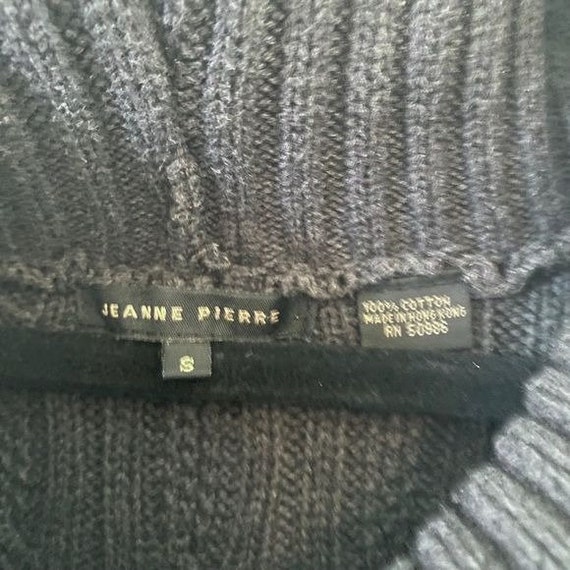 JEANNE PIERRE
S
100% COTTON
MADE IN HONG KONG
RN 50986